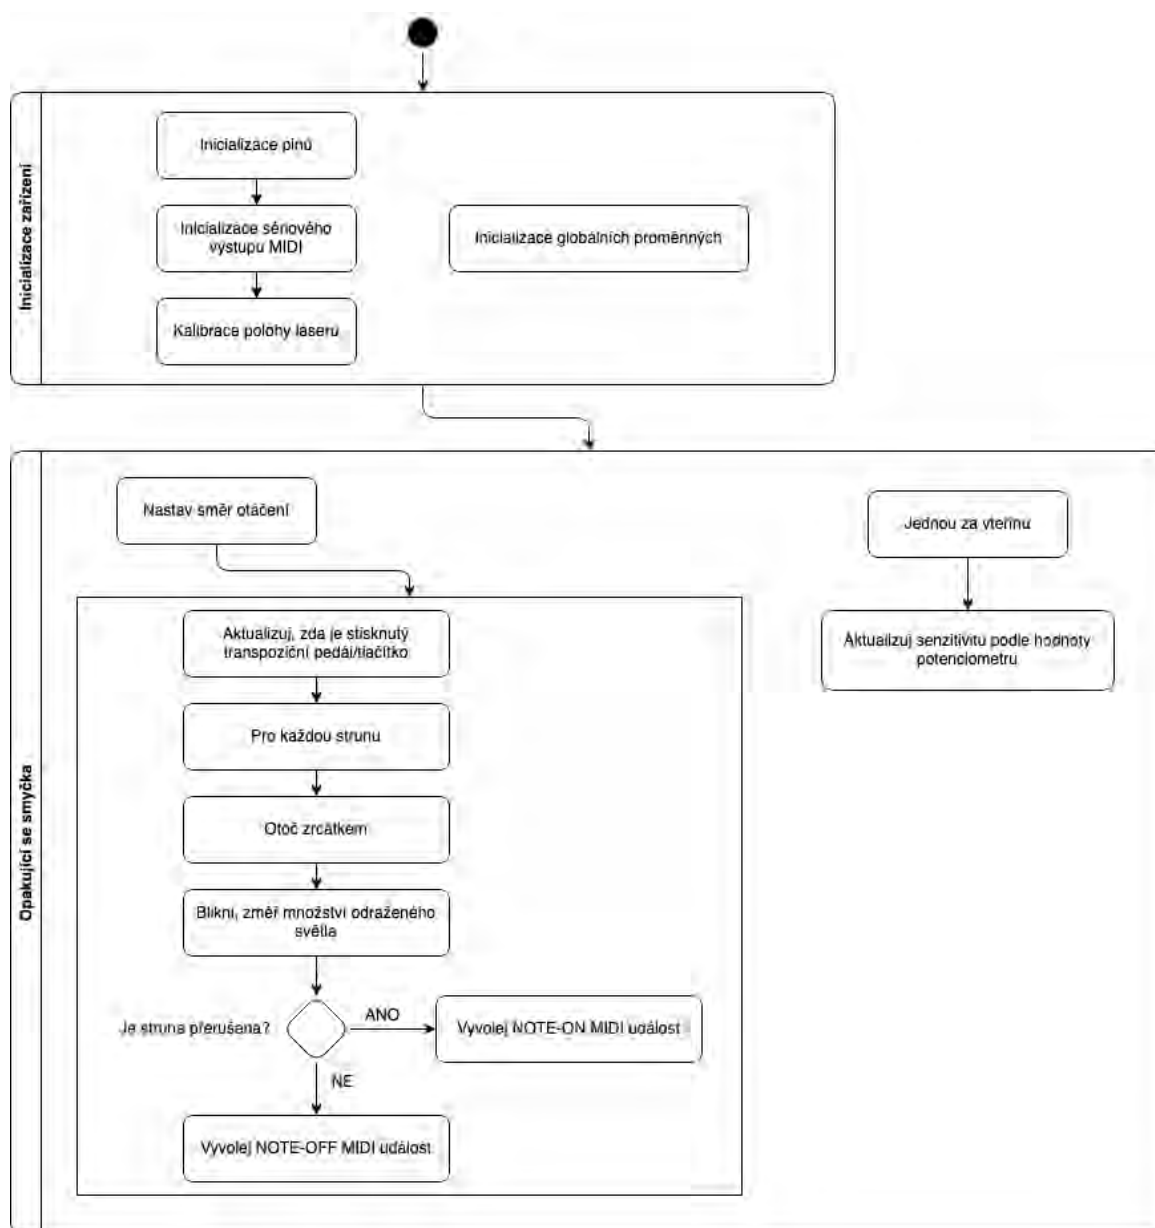 Inicializace zařízení
Inicializace pinů
Inicializace sériového
výstupu MIDI
Kalibrace polohy laseru
Inicializace globálních proměnných
Opakující se smyčka
Nastav směr otáčení
Aktualizuj, zda je stisknutý
transpoziční pedál/tlačítko
Pro každou strunu
Otoč zrcátkem
Blikni, změř množství odraženého
světla
Je struna přerušana?
ANO
Vyvolej NOTE-ON MIDI událost
NE
Vyvolej NOTE-OFF MIDI událost
Jednou za vteřinu
Aktualizuj senzitivitu podle hodnoty
potenciometru